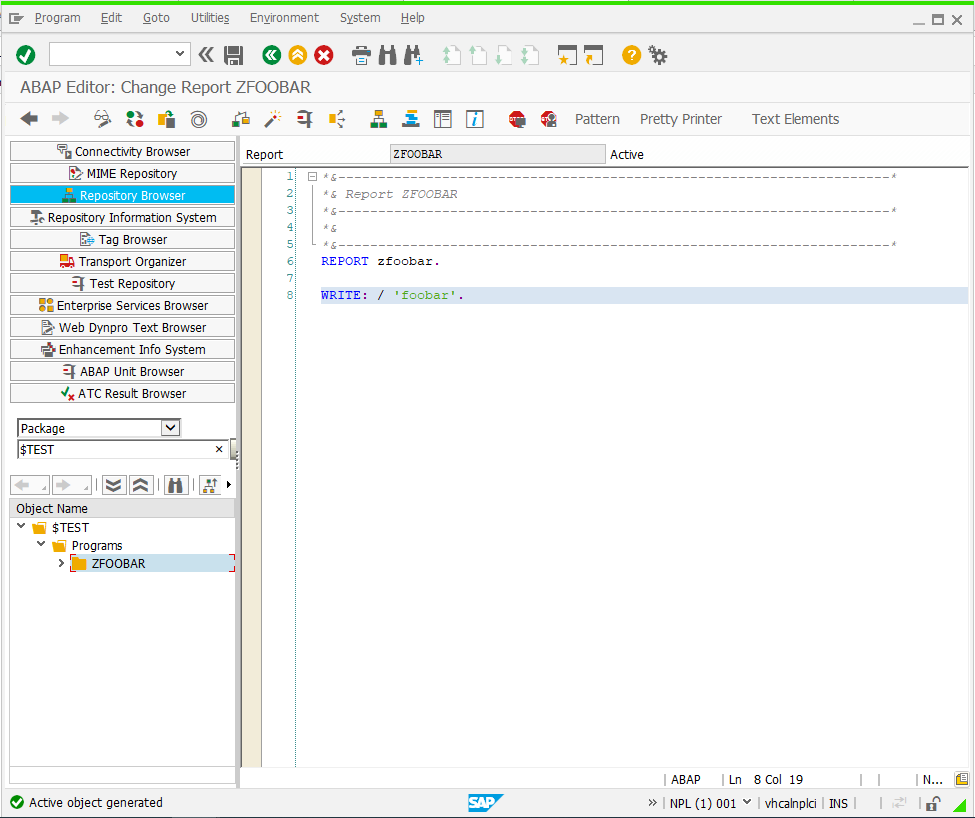 Program Edit Goto Utilities Environment System Help
ABAP Editor: Change Report ZFOOBAR
Pattern Pretty Printer Text Elements
Connectivity Browser
MIME Repository
Repository Browser
Repository Information System
Tag Browser
Transport Organizer
Test Repository
Enterprise Services Browser
Web Dynpro Text Browser
Enhancement Info System
ABAP Unit Browser
ATC Result Browser
Package
$TEST
Object Name
$TEST
Programs
ZFOOBAR
Report ZFOOBAR Active
1 *&---------------------------------------------------------------------*
2 *& Report ZFOOBAR
3 *&---------------------------------------------------------------------*
4 *&
5 *&---------------------------------------------------------------------*
6 REPORT zfoobar.
7
8 WRITE: / 'foobar'.
ABAP Ln 8 Col 19 N...
Active object generated SAP NPL (1) 001 vhcalnplci INS